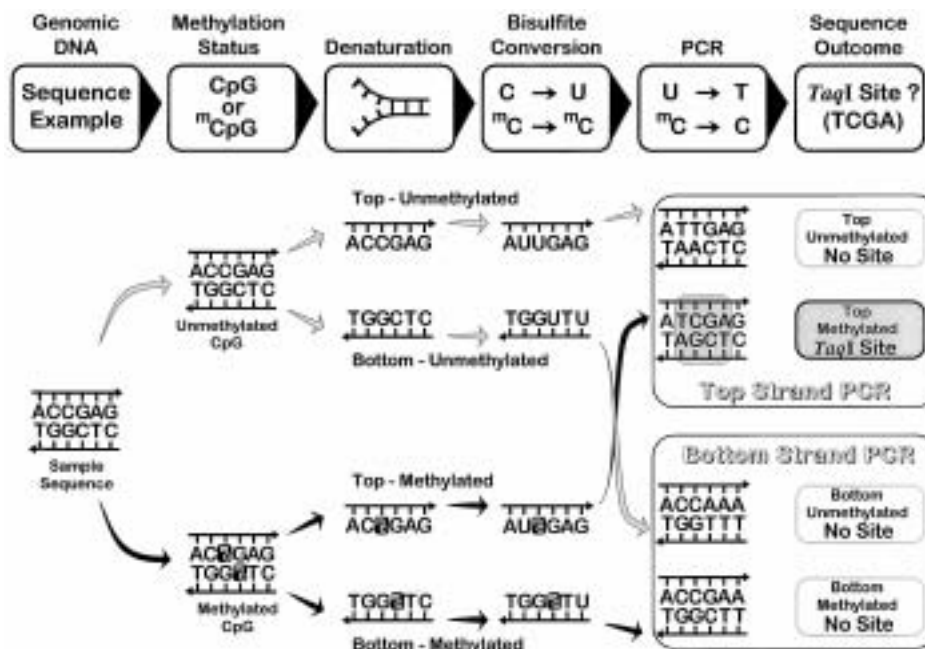 Genomic DNA
Methylation Status
Denaturation
Bisulfite Conversion
PCR
Sequence Outcome
Sequence Example
CpG
or
mCpG
C → U
mC → mC
U → T
mC → C
TaqI Site ?
(TCGA)
Top - Unmethylated
ACCGAG
AUUGAG
ATTGAG
TAACTC
Top
Unmethylated
No Site
ACCGAG
TGGCTC
Unmethylated
CpG
TGGCTC
TGGUTU
Bottom - Unmethylated
ATCGAG
TAGCTC
Top
Methylated
TaqI Site
Top Strand PCR
ACCGAG
TGGCTC
Sample
Sequence
Bottom Strand PCR
Top - Methylated
ACCGAG
AUCGAG
ACCAAA
TGGTTT
Bottom
Unmethylated
No Site
ACCGAG
TGGCTC
Methylated
CpG
TGGCTC
TGGCTU
Bottom - Methylated
ACCGAA
TGGCTT
Bottom
Methylated
No Site